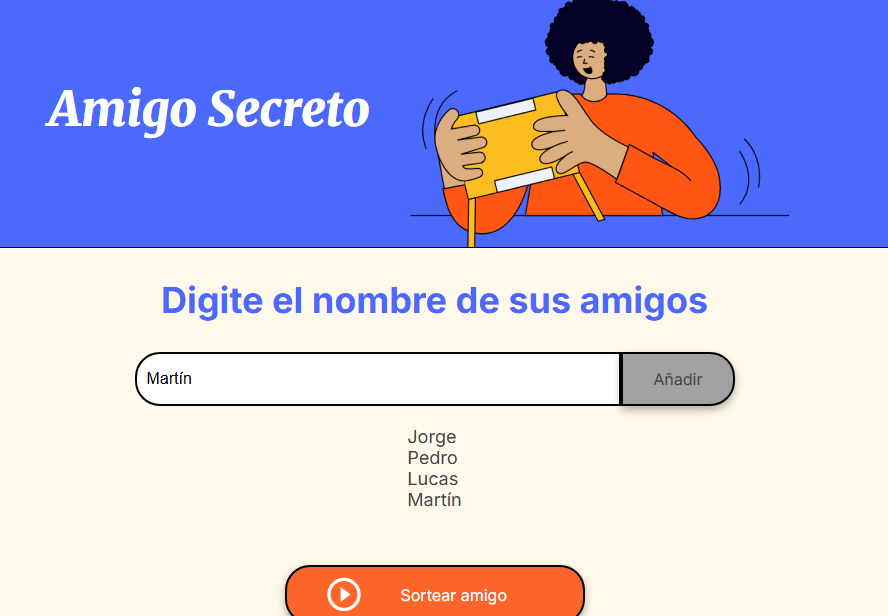 Amigo Secreto
Digite el nombre de sus amigos
Martín
Añadir
Jorge
Pedro
Lucas
Martín
Sortear amigo